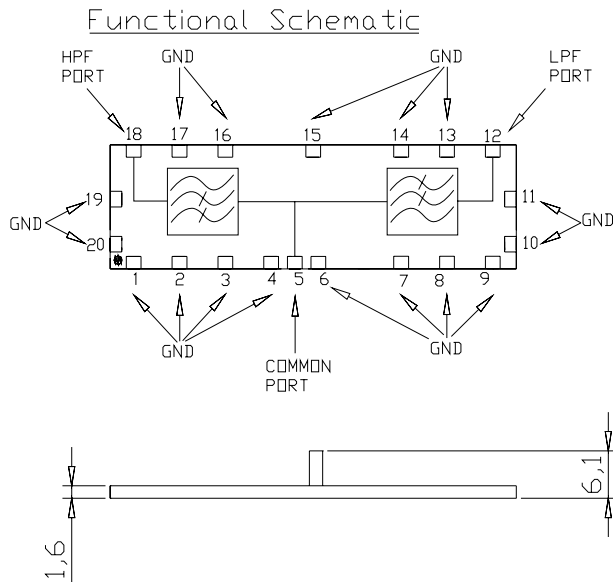 Functional Schematic
HPF PORT
GND
GND
LPF PORT
18 17 16 15 14 13 12
19
11
GND
GND
20
10
1 2 3 4 5 6 7 8 9
GND
GND
COMMON PORT
1,6
6,1